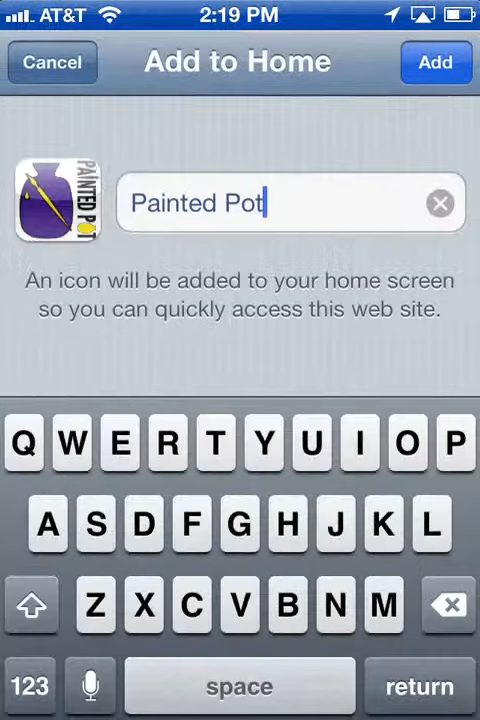 AT&T 2:19 PM
Cancel Add to Home Add
PAINTED POT
Painted Pot
An icon will be added to your home screen
so you can quickly access this web site.
Q W E R T Y U I O P
A S D F G H J K L
Z X C V B N M
123 space return